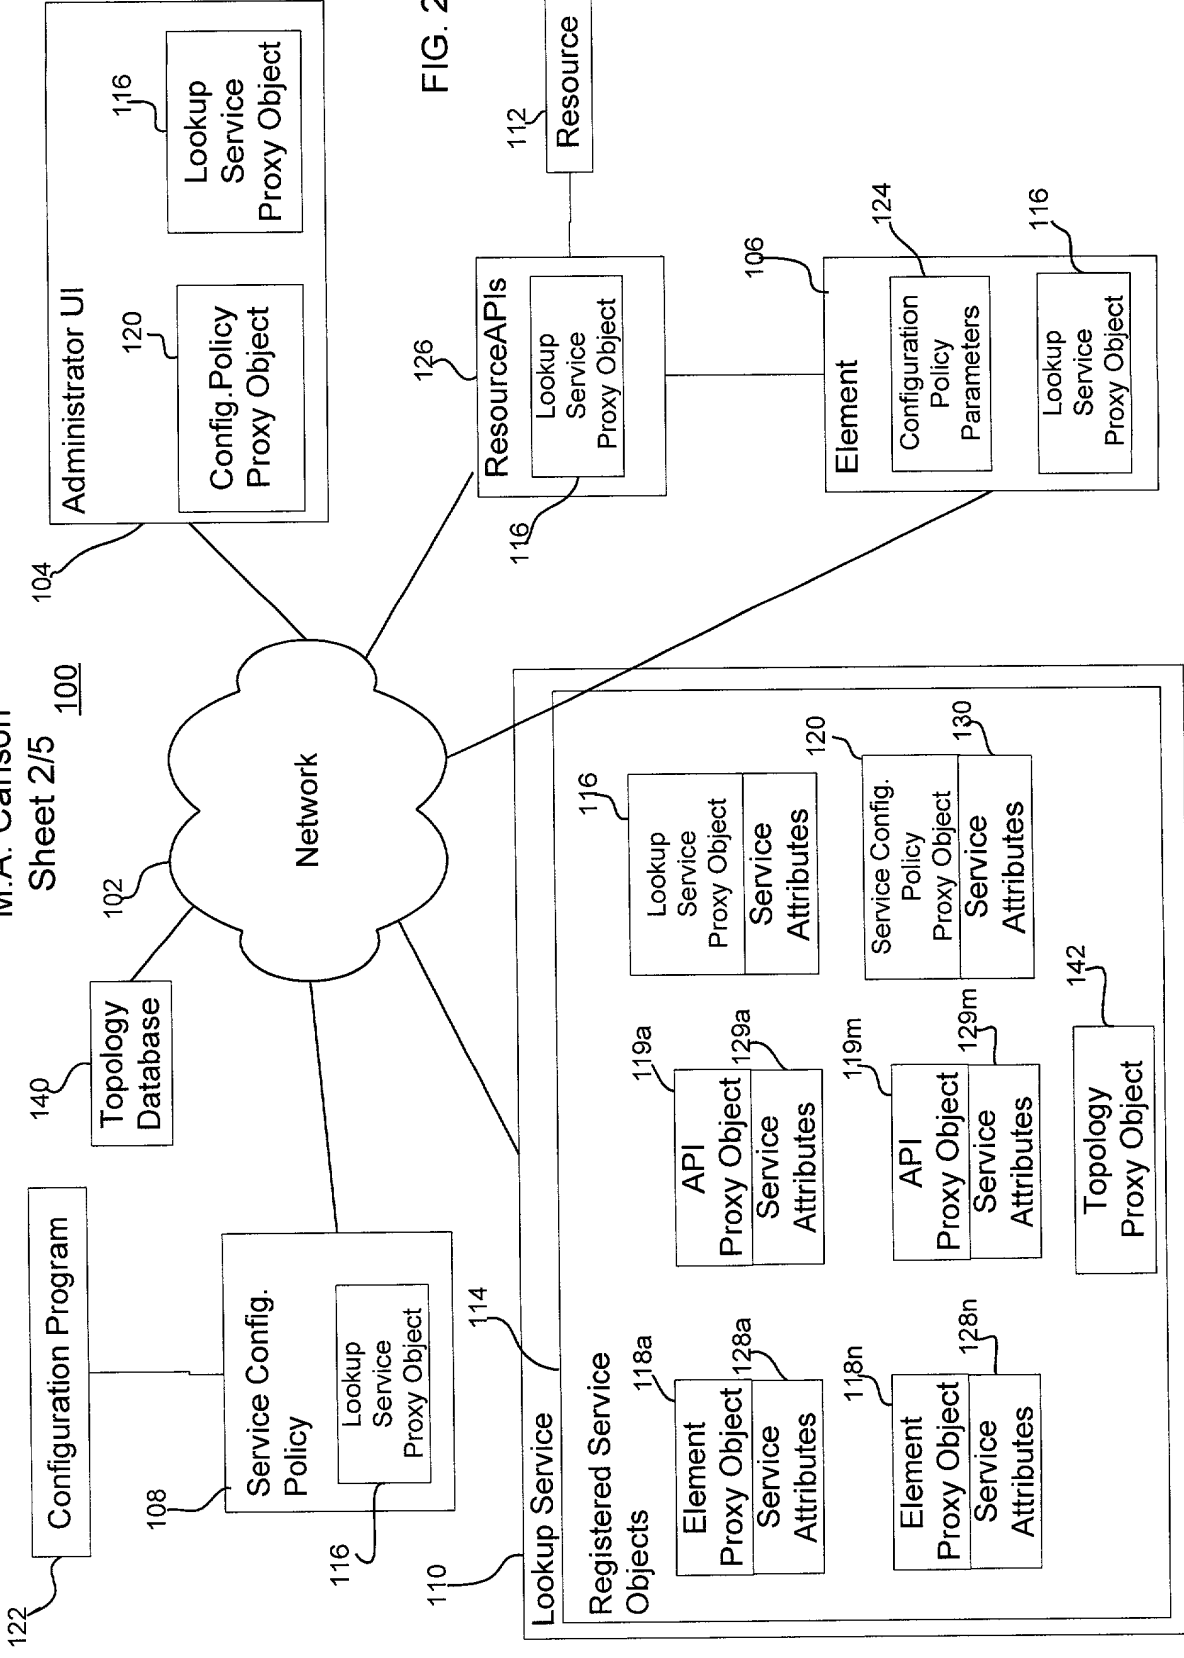 M.A. Carlson
Sheet 2/5
100
122
Configuration Program
140
Topology
Database
102
Network
104
Administrator UI
120
Config.Policy
Proxy Object
116
Lookup
Service
Proxy Object
FIG. 2
108
Service Config.
Policy
Lookup
Service
Proxy Object
116
126
ResourceAPIs
Lookup
Service
Proxy Object
116
112
Resource
106
Element
Configuration
Policy
Parameters
124
Lookup
Service
Proxy Object
116
110
Lookup Service
114
Registered Service
Objects
118a
Element
Proxy Object
128a
Service
Attributes
119a
API
Proxy Object
129a
Service
Attributes
116
Lookup
Service
Proxy Object
Service
Attributes
118n
Element
Proxy Object
128n
Service
Attributes
119m
API
Proxy Object
129m
Service
Attributes
120
Service Config.
Policy
Proxy Object
130
Service
Attributes
142
Topology
Proxy Object